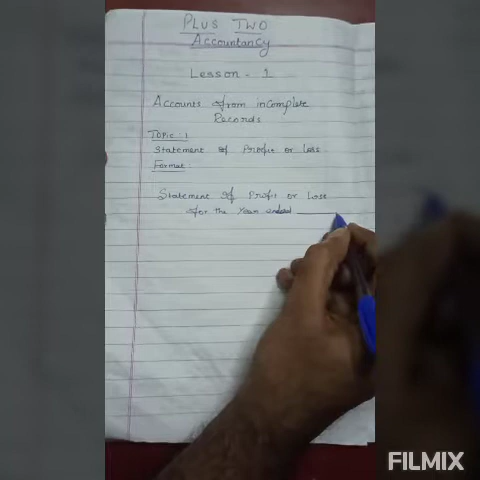 PLUS TWO
Accountancy
Lesson - 1
Accounts from incomplete
Records
Topic : 1
Statement of Profit or Loss
Format
Statement of Profit or Loss
for the Year ended
FILMIX